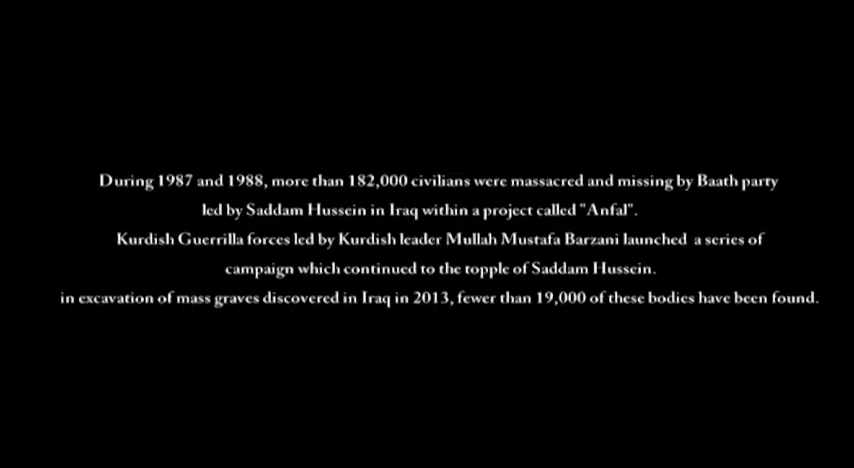 During 1987 and 1988, more than 182,000 civilians were massacred and missing by Baath party
led by Saddam Hussein in Iraq within a project called "Anfal".
Kurdish Guerrilla forces led by Kurdish leader Mullah Mustafa Barzani launched a series of
campaign which continued to the topple of Saddam Hussein.
in excavation of mass graves discovered in Iraq in 2013, fewer than 19,000 of these bodies have been found.